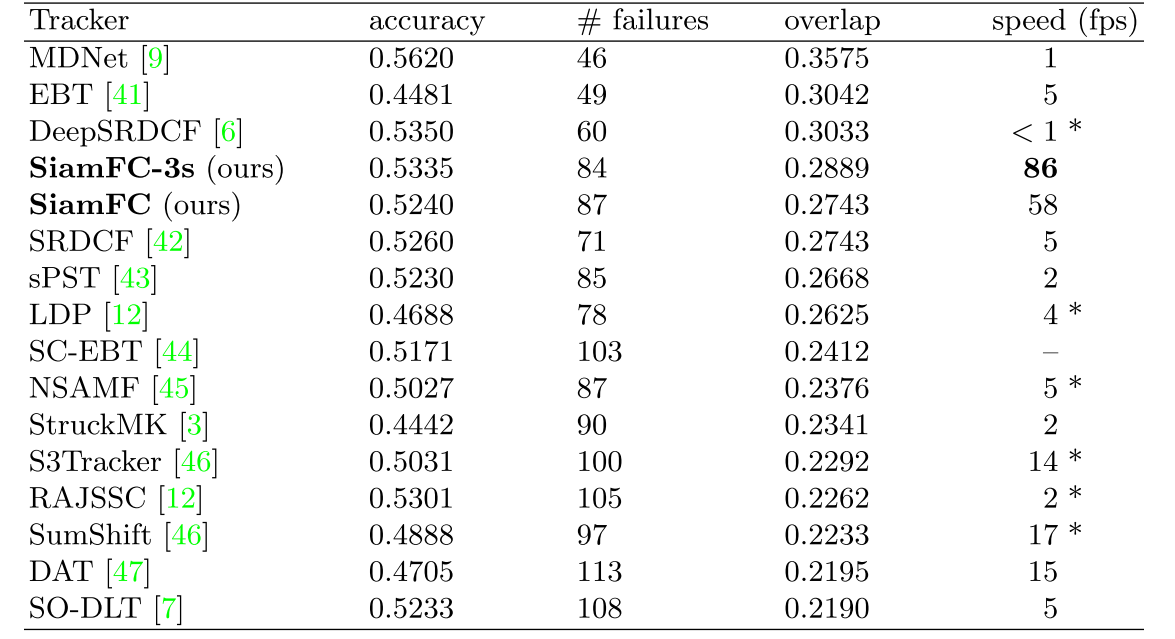 Tracker accuracy # failures overlap speed (fps)
MDNet [9] 0.5620 46 0.3575 1
EBT [41] 0.4481 49 0.3042 5
DeepSRDCF [6] 0.5350 60 0.3033 < 1 *
SiamFC-3s (ours) 0.5335 84 0.2889 86
SiamFC (ours) 0.5240 87 0.2743 58
SRDCF [42] 0.5260 71 0.2743 5
sPST [43] 0.5230 85 0.2668 2
LDP [12] 0.4688 78 0.2625 4 *
SC-EBT [44] 0.5171 103 0.2412 –
NSAMF [45] 0.5027 87 0.2376 5 *
StruckMK [3] 0.4442 90 0.2341 2
S3Tracker [46] 0.5031 100 0.2292 14 *
RAJSSC [12] 0.5301 105 0.2262 2 *
SumShift [46] 0.4888 97 0.2233 17 *
DAT [47] 0.4705 113 0.2195 15
SO-DLT [7] 0.5233 108 0.2190 5